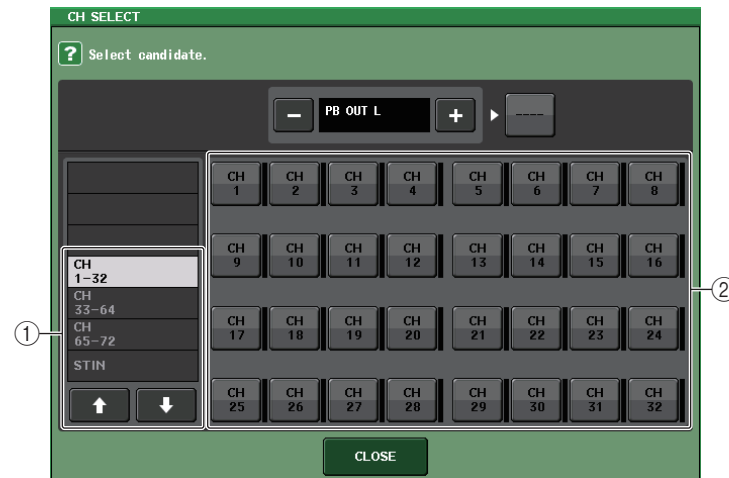 CH SELECT
? Select candidate.
− PB OUT L + ----
CH 1 CH 2 CH 3 CH 4 CH 5 CH 6 CH 7 CH 8
CH 9 CH 10 CH 11 CH 12 CH 13 CH 14 CH 15 CH 16
CH
1-32
CH
33-64
CH
65-72
STIN
1
2
CH 17 CH 18 CH 19 CH 20 CH 21 CH 22 CH 23 CH 24
CH 25 CH 26 CH 27 CH 28 CH 29 CH 30 CH 31 CH 32
CLOSE